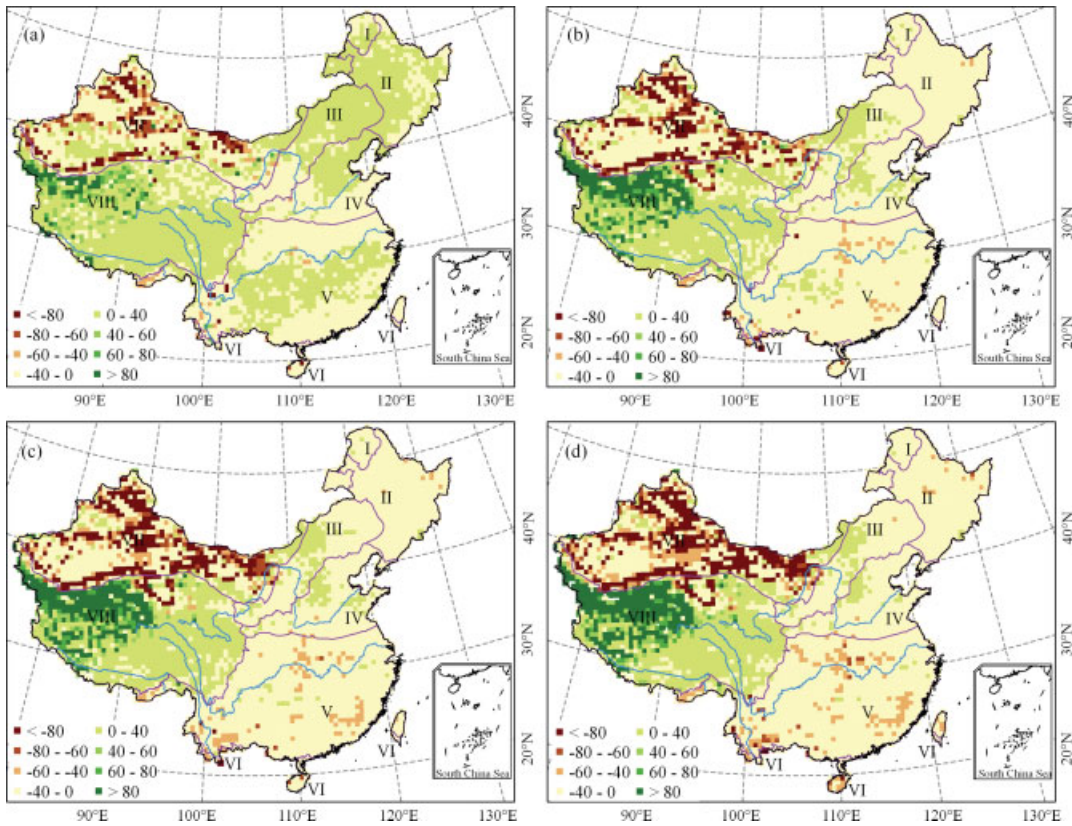 (a)
I
II
III
VII
VIII
IV
V
VI
VI
< -80
0 - 40
-80 - -60
40 - 60
-60 - -40
60 - 80
-40 - 0
> 80
South China Sea
90°E
100°E
110°E
120°E
130°E
(b)
I
II
III
VII
VIII
IV
V
VI
VI
VI
< -80
0 - 40
-80 - -60
40 - 60
-60 - -40
60 - 80
-40 - 0
> 80
South China Sea
40°N
30°N
20°N
90°E
100°E
110°E
120°E
130°E
40°N
30°N
20°N
(c)
I
II
III
VII
VIII
IV
V
VI
VI
VI
< -80
0 - 40
-80 - -60
40 - 60
-60 - -40
60 - 80
-40 - 0
> 80
South China Sea
90°E
100°E
110°E
120°E
130°E
40°N
30°N
20°N
(d)
I
II
III
VII
VIII
IV
V
VI
VI
VI
< -80
0 - 40
-80 - -60
40 - 60
-60 - -40
60 - 80
-40 - 0
> 80
South China Sea
90°E
100°E
110°E
120°E
130°E
40°N
30°N
20°N